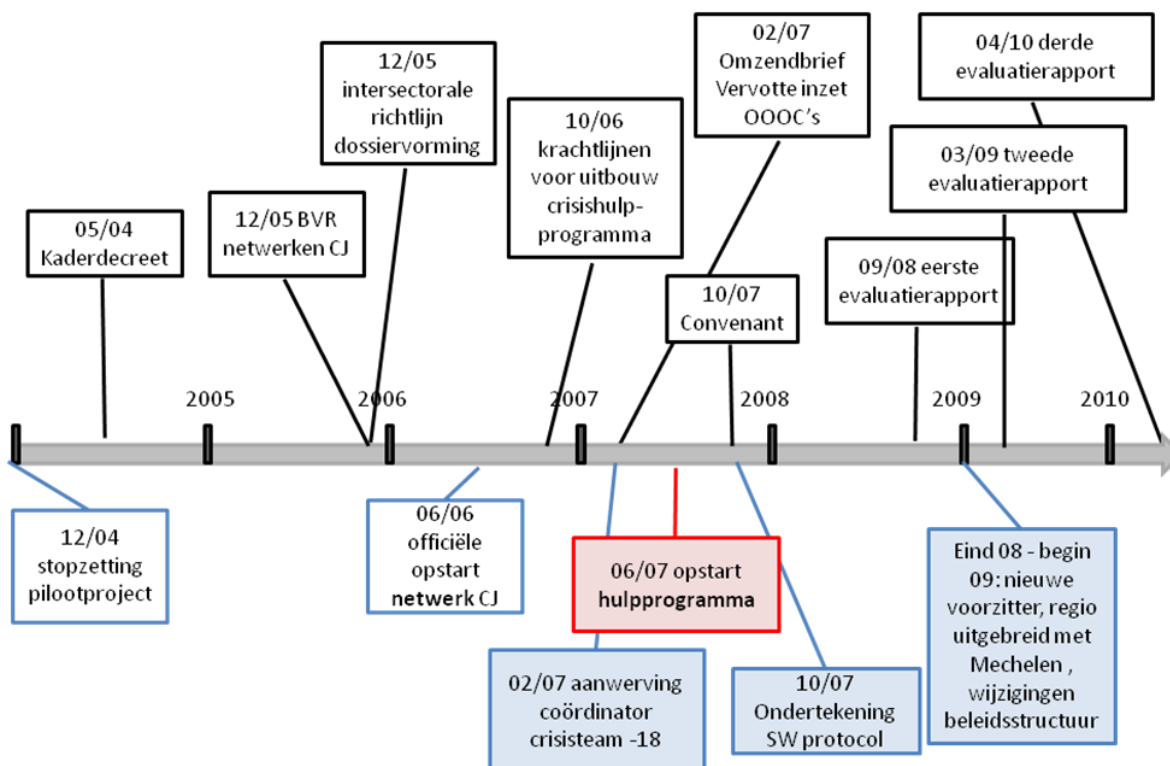 05/04
Kaderdecreet
12/05 BVR
netwerken CJ
12/05
intersectorale
richtlijn
dossiervorming
10/06
krachtlijnen
voor uitbouw
crisishulp-
programma
02/07
Omzendbrief
Vervotte inzet
OOOC's
10/07
Convenant
09/08 eerste
evaluatierapport
04/10 derde
evaluatierapport
03/09 tweede
evaluatierapport
2005
2006
2007
2008
2009
2010
12/04
stopzetting
pilootproject
06/06
officiële
opstart
netwerk CJ
06/07 opstart
hulpprogramma
02/07 aanwerving
coördinator
crisisteam -18
10/07
Ondertekening
SW protocol
Eind 08 - begin
09: nieuwe
voorzitter, regio
uitgebreid met
Mechelen ,
wijzigingen
beleidsstructuur